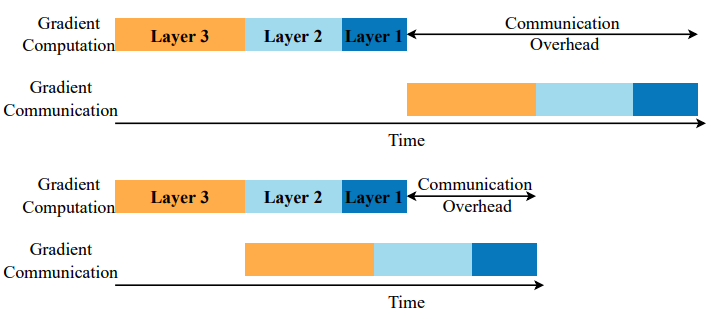 Gradient
Computation
Layer 3
Layer 2
Layer 1
Communication
Overhead
Gradient
Communication
Time
Gradient
Computation
Layer 3
Layer 2
Layer 1
Communication
Overhead
Gradient
Communication
Time